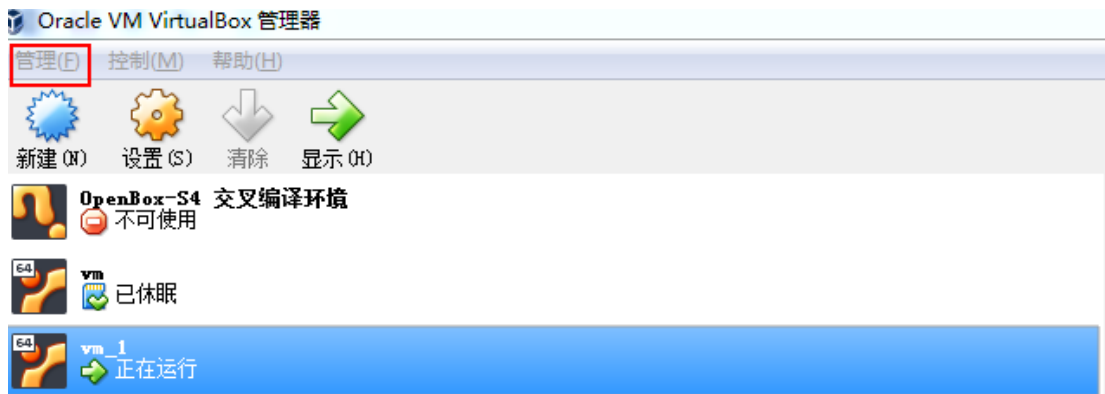 Oracle VM VirtualBox 管理器
管理(F) 控制(M) 帮助(H)
新建(N) 设置(S) 清除 显示(H)
OpenBox-S4 交叉编译环境
不可使用
64
vm
已休眠
64
vm_1
正在运行